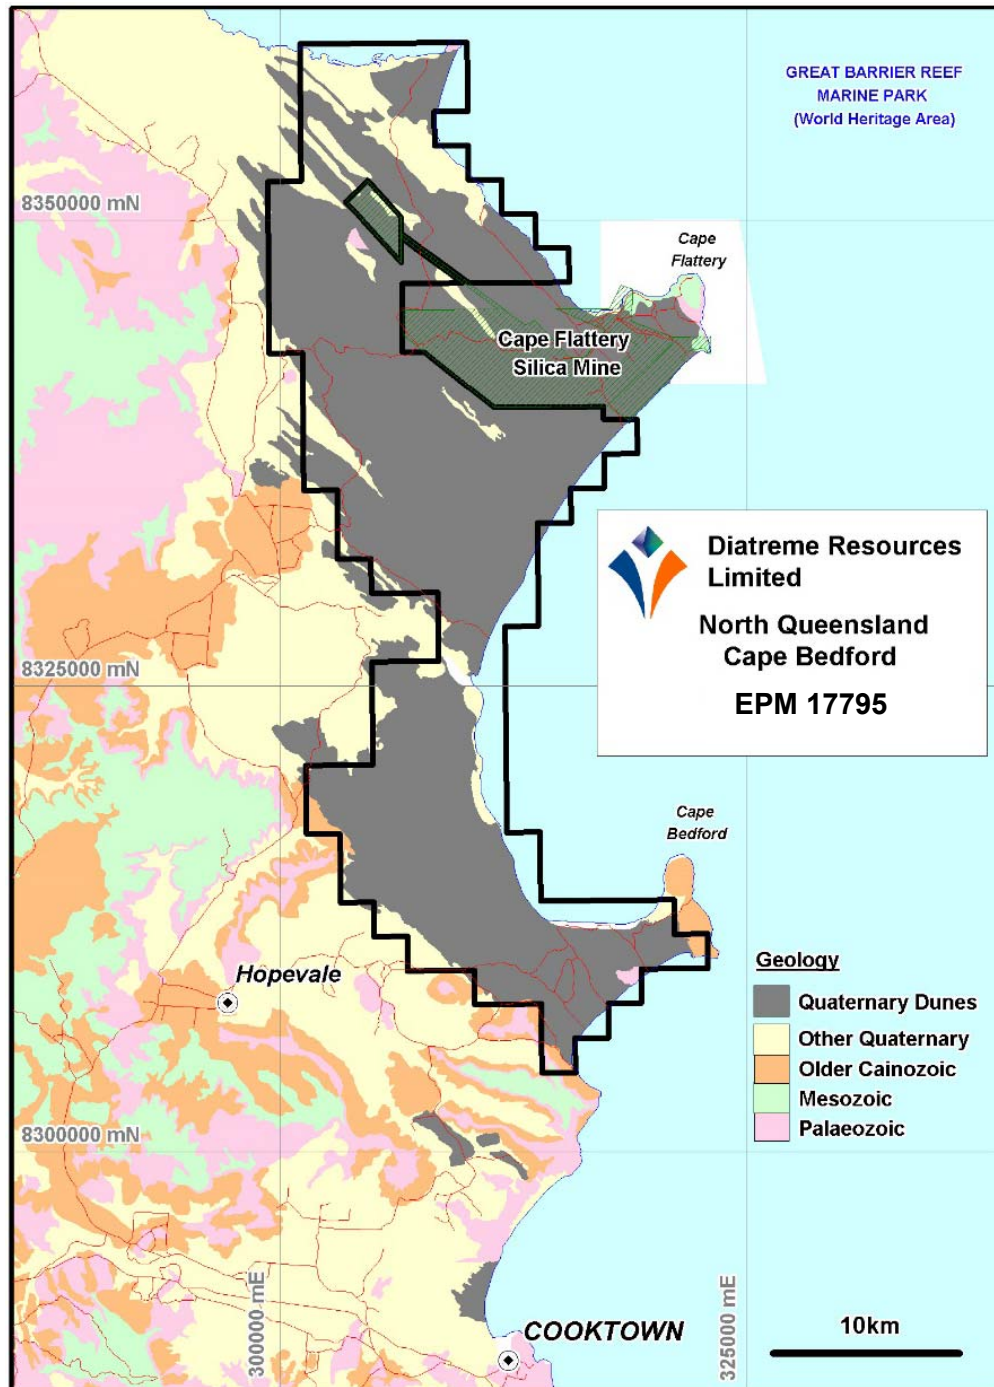 GREAT BARRIER REEF
MARINE PARK
(World Heritage Area)
8350000 mN
Cape
Flattery
Cape Flattery
Silica Mine
Diatreme Resources
Limited
North Queensland
Cape Bedford
EPM 17795
8325000 mN
Cape
Bedford
Hopevale
Geology
Quaternary Dunes
Other Quaternary
Older Cainozoic
Mesozoic
Palaeozoic
8300000 mN
300000 mE
325000 mE
COOKTOWN
10km